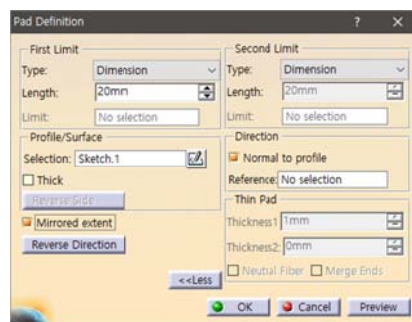 Pad Definition ? ×
First Limit
Type: Dimension
Length: 20mm
Limit: No selection
Profile/Surface
Selection: Sketch.1
Thick
Reverse Side
Mirrored extent
Reverse Direction
<<Less
Second Limit
Type: Dimension
Length: 20mm
Limit: No selection
Direction
Normal to profile
Reference: No selection
Thin Pad
Thickness1 1mm
Thickness2: 0mm
Neutral Fiber Merge Ends
OK Cancel Preview